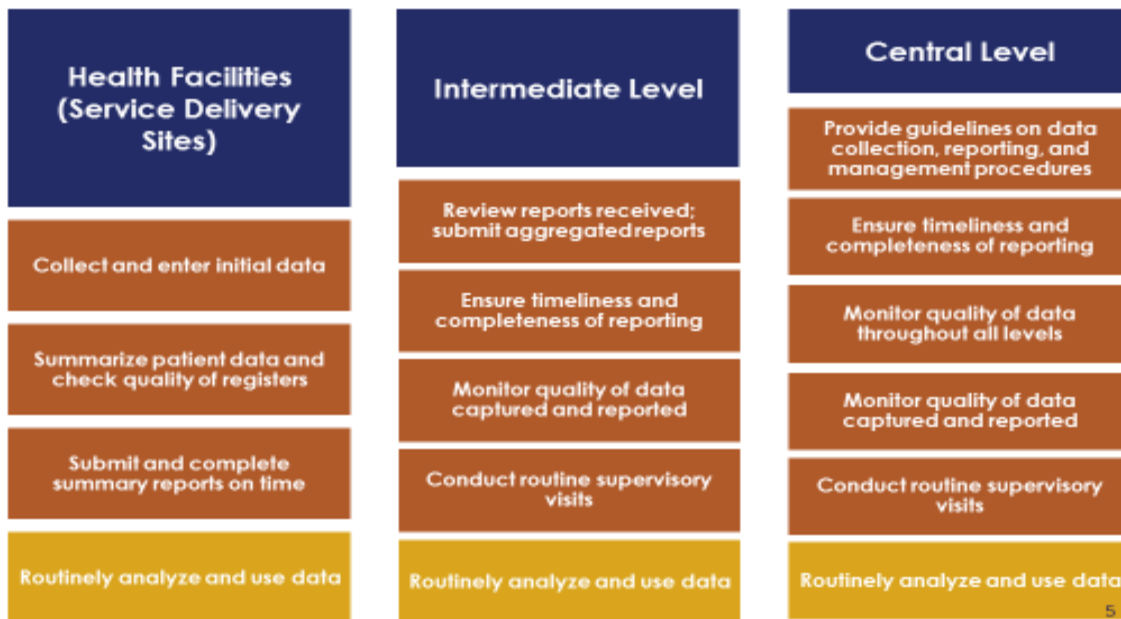 Health Facilities
(Service Delivery
Sites)
Collect and enter initial data
Summarize patient data and
check quality of registers
Submit and complete
summary reports on time
Routinely analyze and use data
Intermediate Level
Review reports received;
submit aggregated reports
Ensure timeliness and
completeness of reporting
Monitor quality of data
captured and reported
Conduct routine supervisory
visits
Routinely analyze and use data
Central Level
Provide guidelines on data
collection, reporting, and
management procedures
Ensure timeliness and
completeness of reporting
Monitor quality of data
throughout all levels
Monitor quality of data
captured and reported
Conduct routine supervisory
visits
Routinely analyze and use data
5